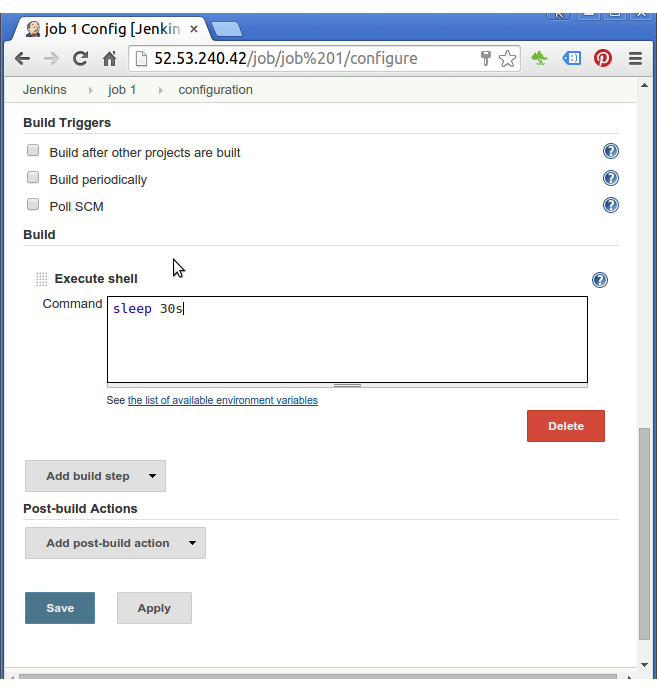 job 1 Config [Jenkin
52.53.240.42/job/job%201/configure
Jenkins job 1 configuration
Build Triggers
Build after other projects are built
Build periodically
Poll SCM
Build
Execute shell
Command
sleep 30s
See the list of available environment variables
Delete
Add build step
Post-build Actions
Add post-build action
Save Apply